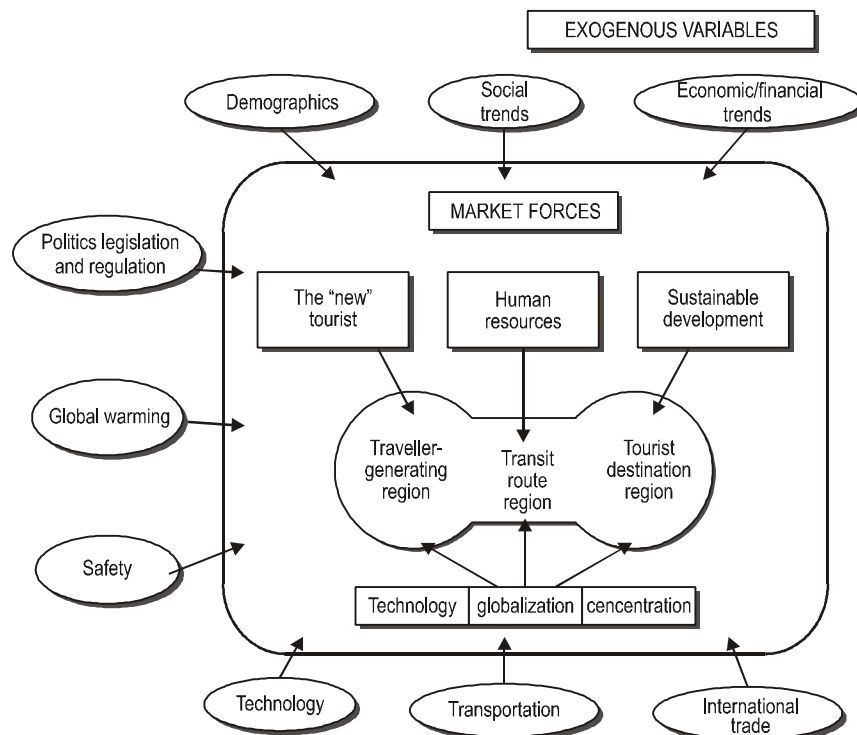 EXOGENOUS VARIABLES
Demographics
Social
trends
Economic/financial
trends
MARKET FORCES
Politics legislation
and regulation
The “new”
tourist
Human
resources
Sustainable
development
Global warming
Traveller-
generating
region
Transit
route
region
Tourist
destination
region
Safety
Technology
globalization
cencentration
Technology
Transportation
International
trade